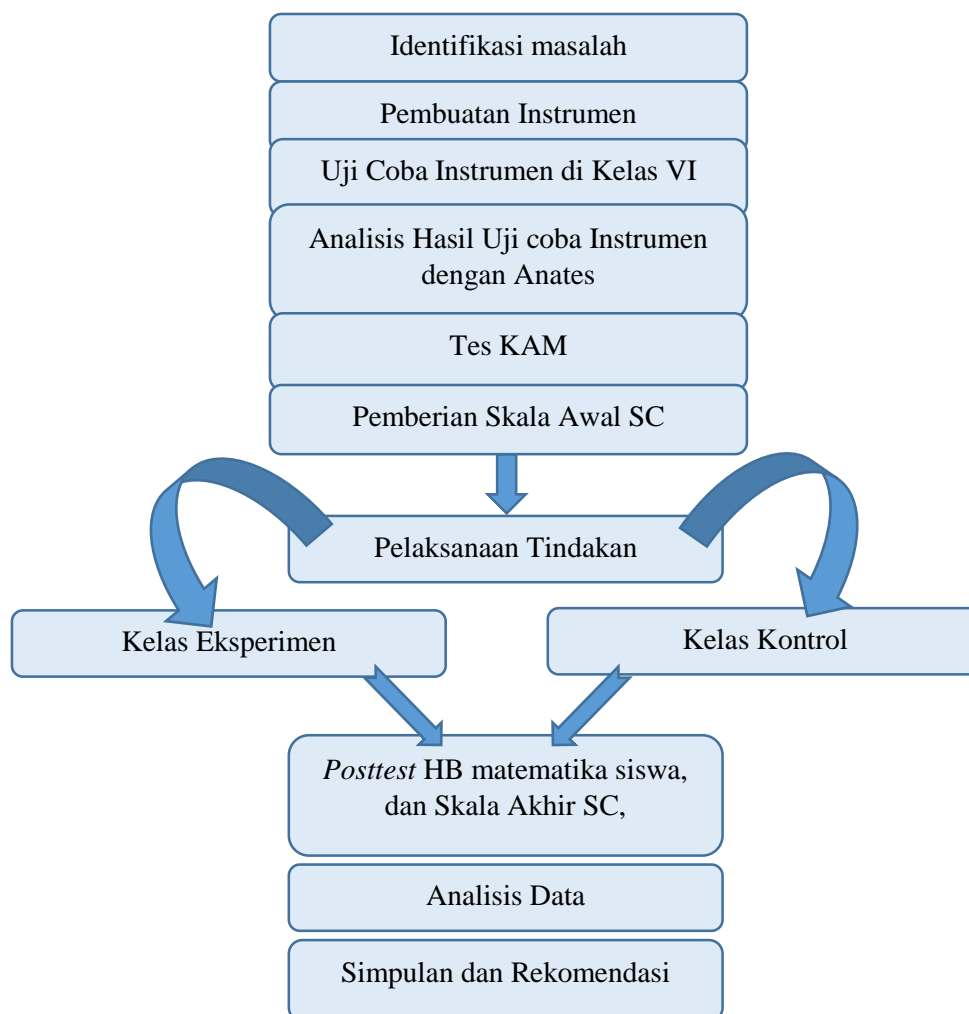 Identifikasi masalah
Pembuatan Instrumen
Uji Coba Instrumen di Kelas VI
Analisis Hasil Uji coba Instrumen
dengan Anates
Tes KAM
Pemberian Skala Awal SC
Pelaksanaan Tindakan
Kelas Eksperimen
Kelas Kontrol
Posttest HB matematika siswa,
dan Skala Akhir SC,
Analisis Data
Simpulan dan Rekomendasi